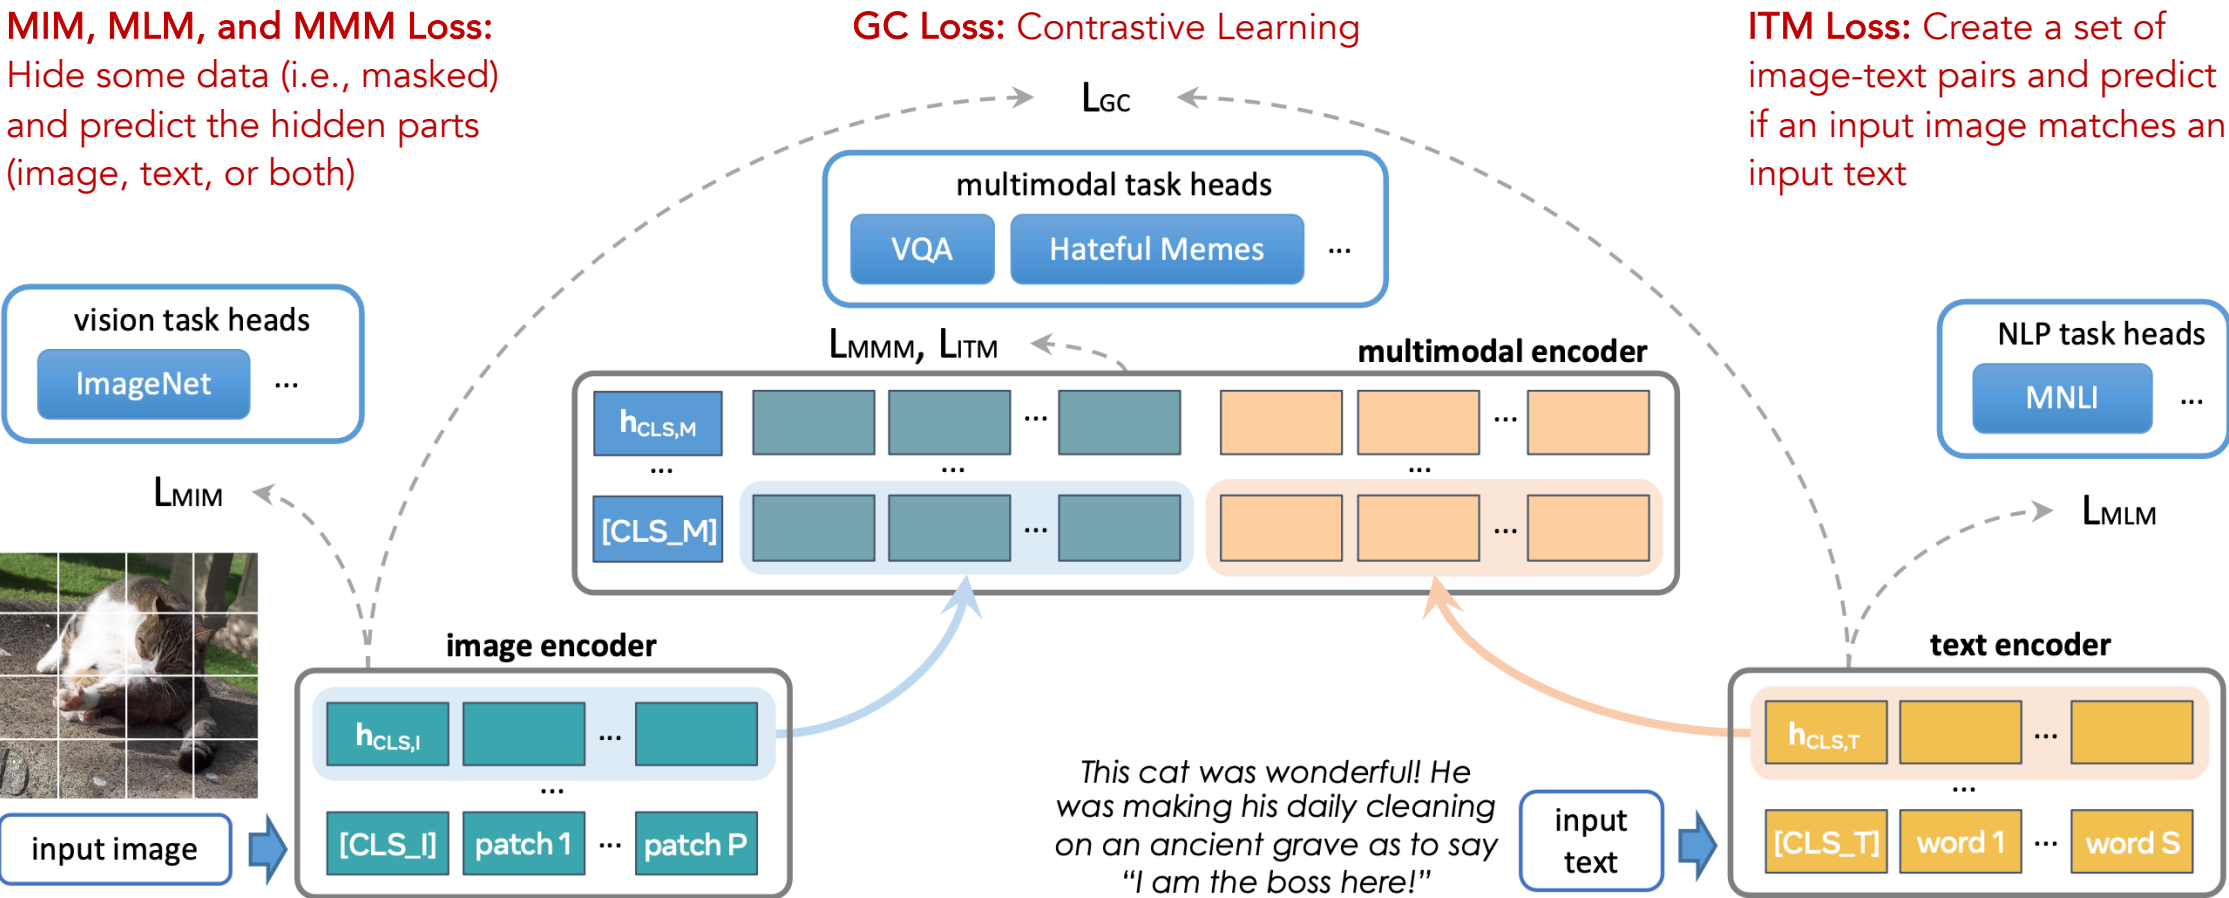 MIM, MLM, and MMM Loss:
Hide some data (i.e., masked)
and predict the hidden parts
(image, text, or both)
GC Loss: Contrastive Learning
ITM Loss: Create a set of
image-text pairs and predict
if an input image matches an
input text
LGC
multimodal task heads
VQA
Hateful Memes
...
vision task heads
ImageNet
...
LMMM, LITM
multimodal encoder
NLP task heads
MNLI
...
hCLS,M
...
...
...
...
...
[CLS_M]
...
...
LMIM
LMLM
image encoder
text encoder
hCLS,I
...
...
[CLS_I]
patch 1
...
patch P
input image
This cat was wonderful! He
was making his daily cleaning
on an ancient grave as to say
“I am the boss here!”
input
text
hCLS,T
...
...
[CLS_T]
word 1
...
word S